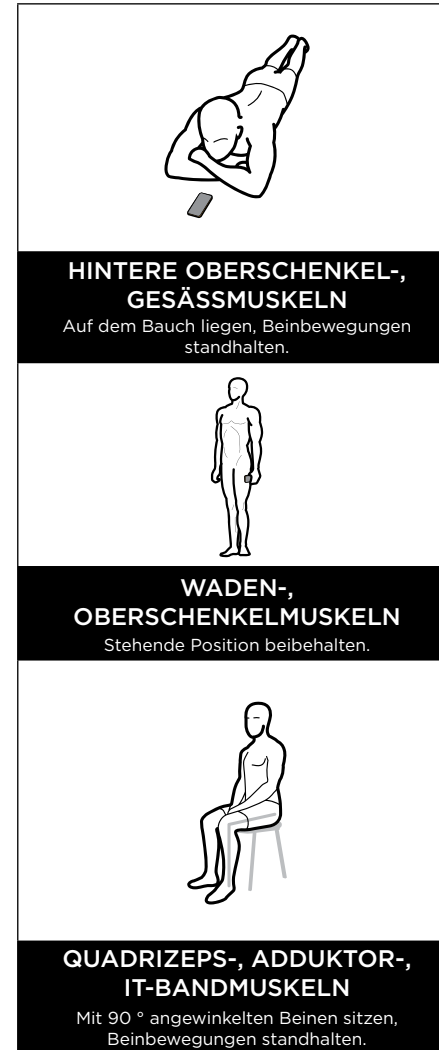 HINTERE OBERSCHENKEL-,
GESÄSSMUSKELN
Auf dem Bauch liegen, Beinbewegungen
standhalten.
WADEN-,
OBERSCHENKELMUSKELN
Stehende Position beibehalten.
QUADRIZEPS-, ADDUKTOR-,
IT-BANDMUSKELN
Mit 90 ° angewinkelten Beinen sitzen,
Beinbewegungen standhalten.